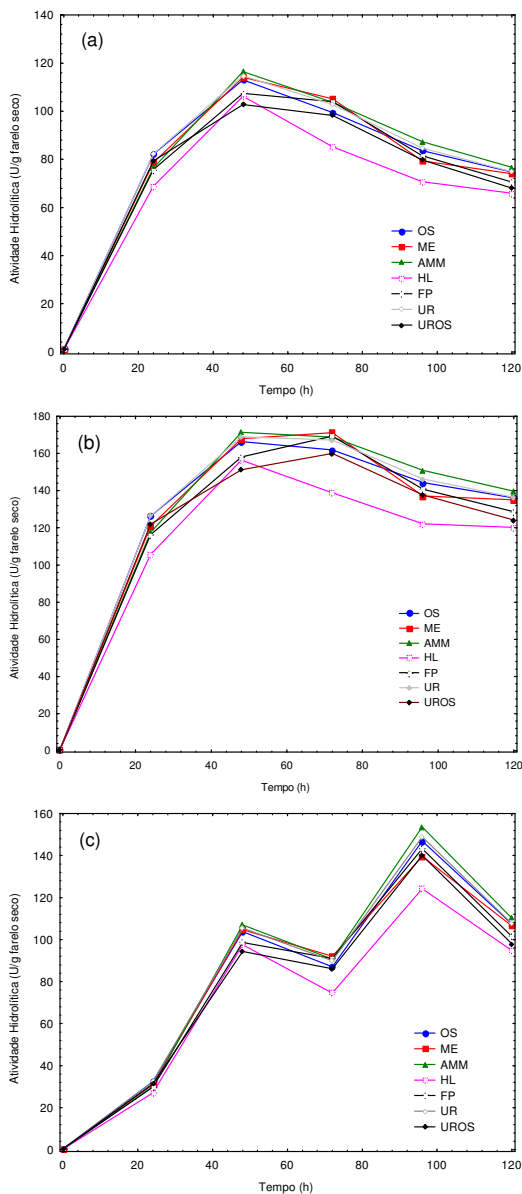 140
(a)
120
100
80
60
40
20
0
Atividade Hidrolítica (U/g farelo seco)
OS
ME
AMM
HL
FP
UR
UROS
0 20 40 60 80 100 120
Tempo (h)
180
(b)
160
140
120
100
80
60
40
20
0
Atividade Hidrolítica (U/g farelo seco)
OS
ME
AMM
HL
FP
UR
UROS
0 20 40 60 80 100 120
Tempo (h)
160
(c)
140
120
100
80
60
40
20
0
Atividade Hidrolítica (U/g farelo seco)
OS
ME
AMM
HL
FP
UR
UROS
0 20 40 60 80 100 120
Tempo (h)